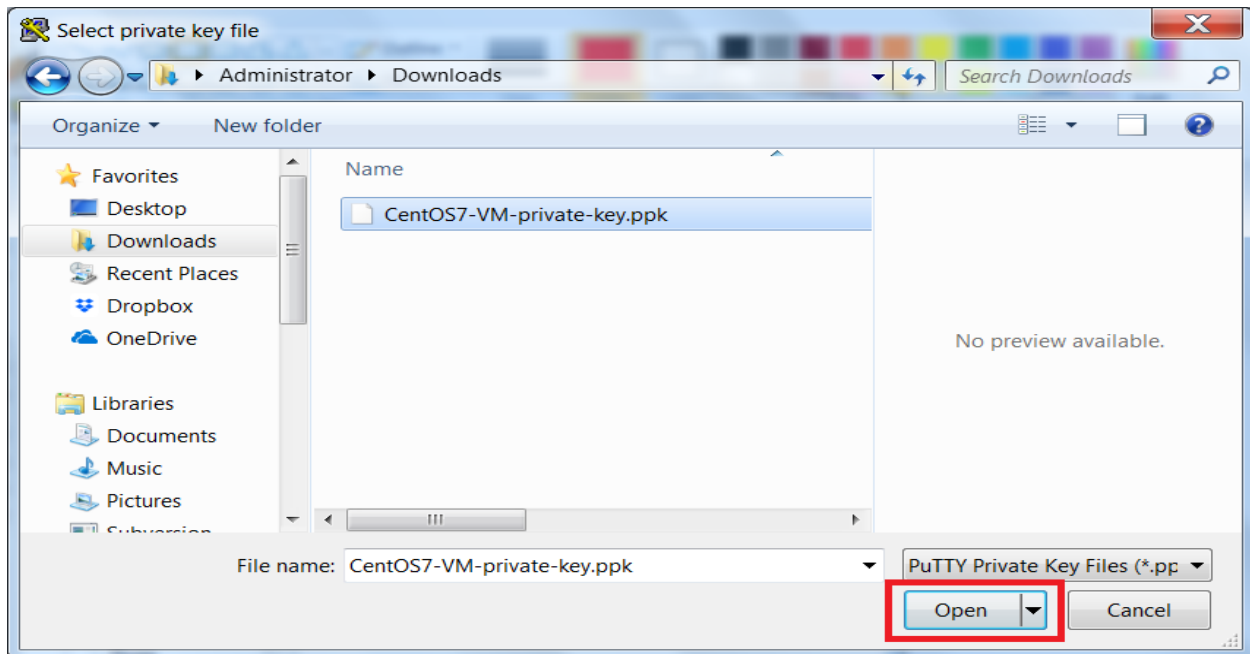 Select private key file
Administrator Downloads
Search Downloads
Organize New folder
Favorites
Desktop
Downloads
Recent Places
Dropbox
OneDrive
Libraries
Documents
Music
Pictures
Subversion
Name
CentOS7-VM-private-key.ppk
No preview available.
File name: CentOS7-VM-private-key.ppk
PuTTY Private Key Files (*.pp
Open Cancel